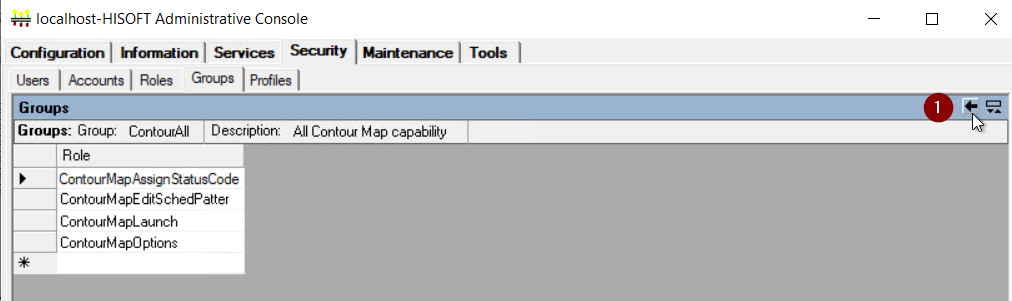 localhost-HISOFT Administrative Console
Configuration Information Services Security Maintenance Tools
Users Accounts Roles Groups Profiles
Groups
1
Groups: Group: ContourAll Description: All Contour Map capability
Role
ContourMapAssignStatusCode
ContourMapEditSchedPatter
ContourMapLaunch
ContourMapOptions